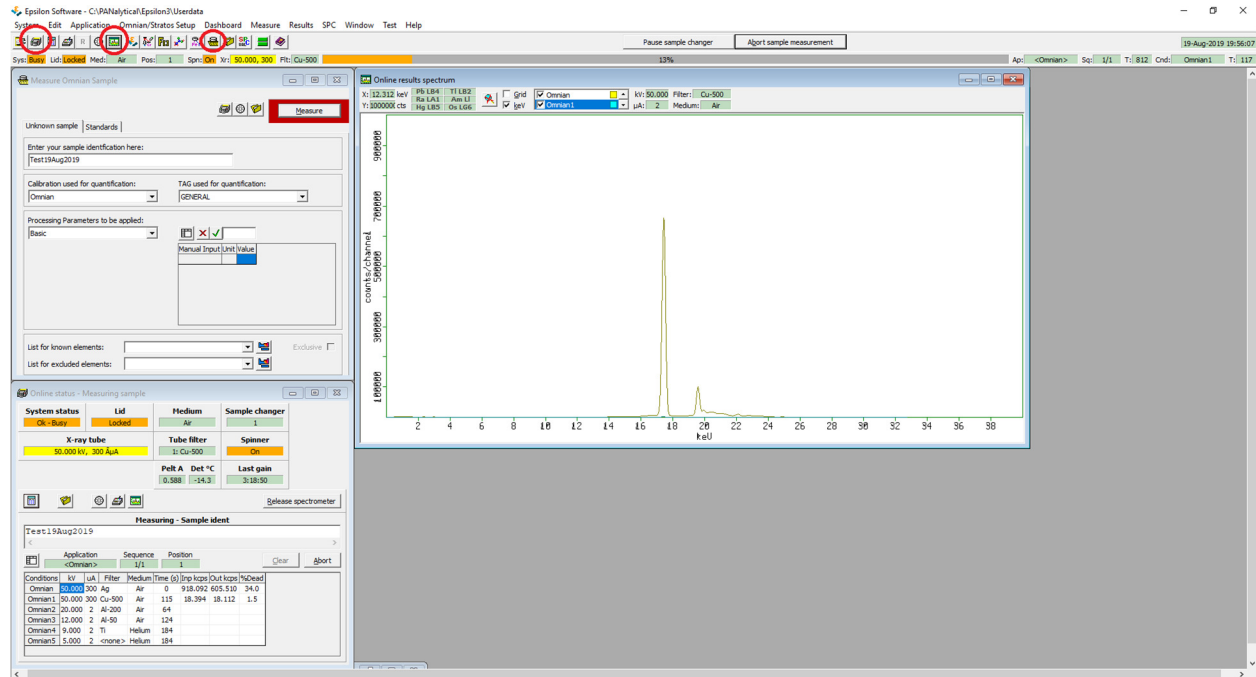 Epsilon Software - C:\PANalytical\Epsilon3\Userdata
System Edit Application Omnian/Stratos Setup Dashboard Measure Results SPC Window Test Help
Pause sample changer Abort sample measurement 19-Aug-2019 19:56:07
Sys: Busy Lid: Locked Med: Air Pos: 1 Spn: On Xr: 50.000, 300 Flt: Cu-500 13% Ap: <Omnian> Sq: 1/1 T: 812 Cnd: Omnian1 T: 117
Measure Omnian Sample
Measure
Unknown sample Standards
Enter your sample identfication here:
Test19Aug2019
Calibration used for quantification: TAG used for quantification:
Omnian GENERAL
Processing Parameters to be applied:
Basic
Manual Input Unit Value
List for known elements: Exclusive
List for excluded elements:
Online results spectrum
X: 12.312 keV Pb LB4 Tl LB2 Grid Omnian kV: 50.000 Filter: Cu-500
Ra LA1 Am Ll
Y: 1000000 cts Hg LB5 Os LG6 keV Omnian1 µA: 2 Medium: Air
counts/channel
900000
700000
500000
300000
100000
2 4 6 8 10 12 14 16 18 20 22 24 26 28 30 32 34 36 38
keV
Online status - Measuring sample
System status Lid Medium Sample changer
Ok - Busy Locked Air 1
X-ray tube Tube filter Spinner
50.000 kV, 300 ÂµA 1: Cu-500 On
Pelt A Det °C Last gain
0.588 -14.3 3:18:50
Release spectrometer
Measuring - Sample ident
Test19Aug2019
Application Sequence Position
<Omnian> 1/1 1 Clear Abort
Conditions kV uA Filter Medium Time (s) Inp kcps Out kcps %Dead
Omnian 50.000 300 Ag Air 0 918.092 605.510 34.0
Omnian1 50.000 300 Cu-500 Air 115 18.394 18.112 1.5
Omnian2 20.000 2 Al-200 Air 64
Omnian3 12.000 2 Al-50 Air 124
Omnian4 9.000 2 Ti Helium 184
Omnian5 5.000 2 <none> Helium 184